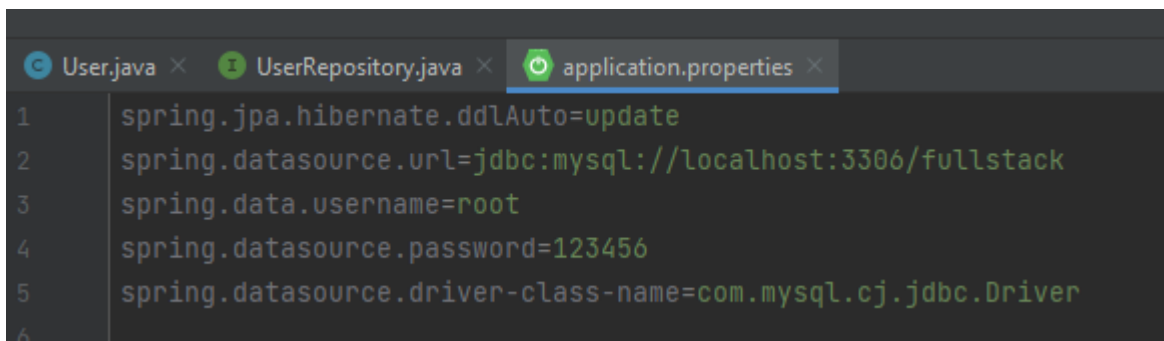 User.java UserRepository.java application.properties
1 spring.jpa.hibernate.ddlAuto=update
2 spring.datasource.url=jdbc:mysql://localhost:3306/fullstack
3 spring.data.username=root
4 spring.datasource.password=123456
5 spring.datasource.driver-class-name=com.mysql.cj.jdbc.Driver
6